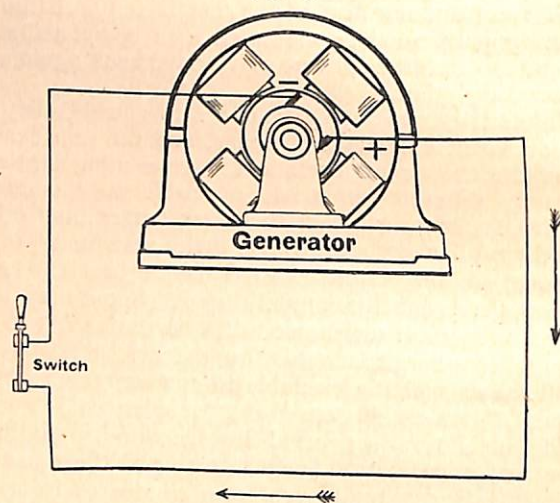 −
+
Generator
Switch